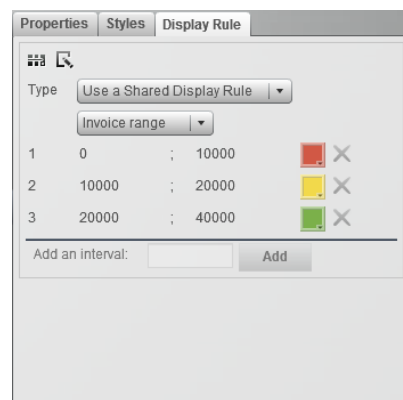 Properties Styles Display Rule
Type Use a Shared Display Rule
Invoice range
1 0 ; 10000
2 10000 ; 20000
3 20000 ; 40000
Add an interval: Add